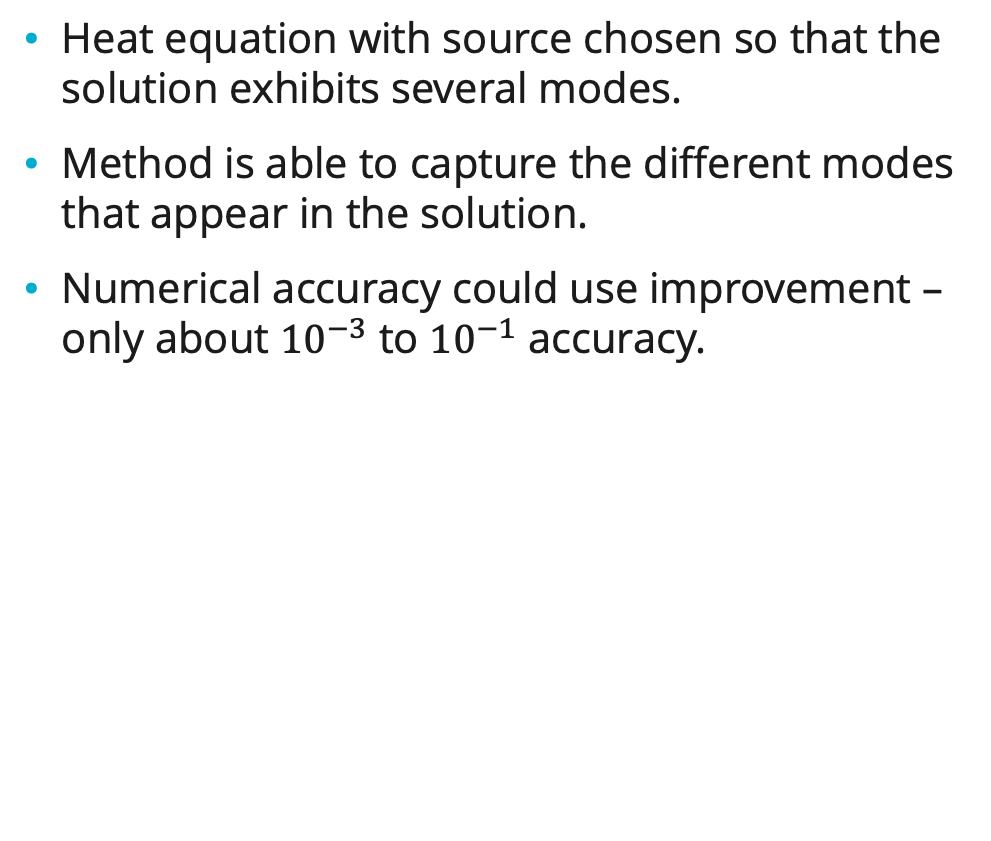 • Heat equation with source chosen so that the
solution exhibits several modes.
• Method is able to capture the different modes
that appear in the solution.
• Numerical accuracy could use improvement –
only about 10⁻³ to 10⁻¹ accuracy.